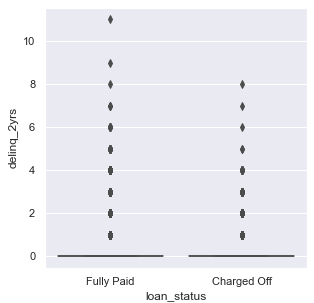 10
8
6
4
2
0
delinq_2yrs
Fully Paid
Charged Off
loan_status